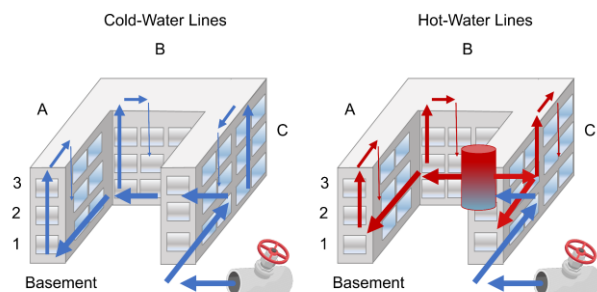 Cold-Water Lines
B
A
C
3
2
1
Basement
Hot-Water Lines
B
A
C
3
2
1
Basement